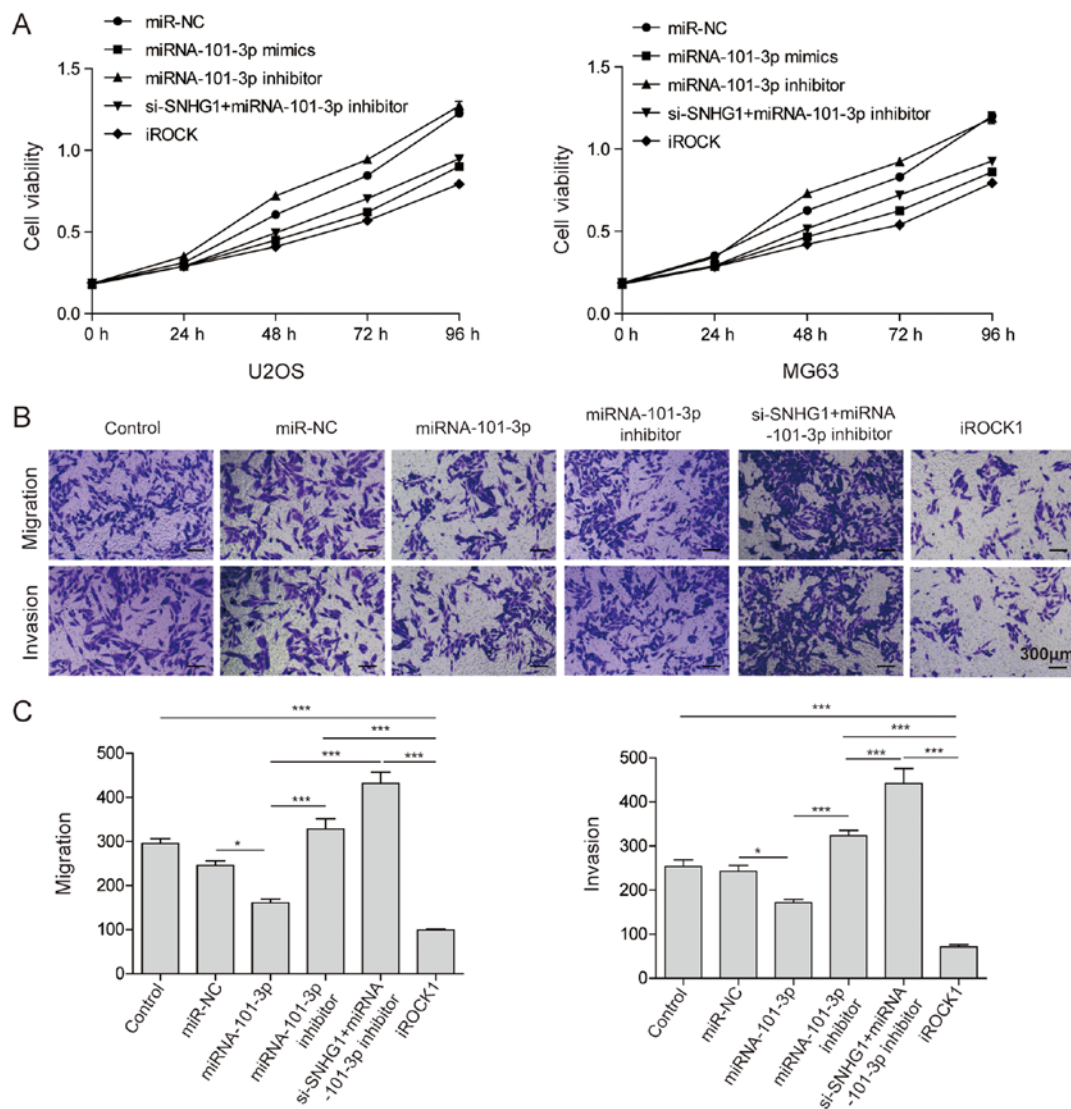 A
miR-NC
miRNA-101-3p mimics
miRNA-101-3p inhibitor
si-SNHG1+miRNA-101-3p inhibitor
iROCK
Cell viability
1.5
1.0
0.5
0.0
0 h 24 h 48 h 72 h 96 h
U2OS
miR-NC
miRNA-101-3p mimics
miRNA-101-3p inhibitor
si-SNHG1+miRNA-101-3p inhibitor
iROCK
Cell viability
1.5
1.0
0.5
0.0
0 h 24 h 48 h 72 h 96 h
MG63
B
Control
miR-NC
miRNA-101-3p
miRNA-101-3p
inhibitor
si-SNHG1+miRNA
-101-3p inhibitor
iROCK1
Migration
Invasion
300μm
C
***
***
*** ***
***
*
Migration
500
400
300
200
100
0
Control
miR-NC
miRNA-101-3p
miRNA-101-3p
inhibitor
si-SNHG1+miRNA
-101-3p inhibitor
iROCK1
***
***
*** ***
***
*
Invasion
500
400
300
200
100
0
Control
miR-NC
miRNA-101-3p
miRNA-101-3p
inhibitor
si-SNHG1+miRNA
-101-3p inhibitor
iROCK1